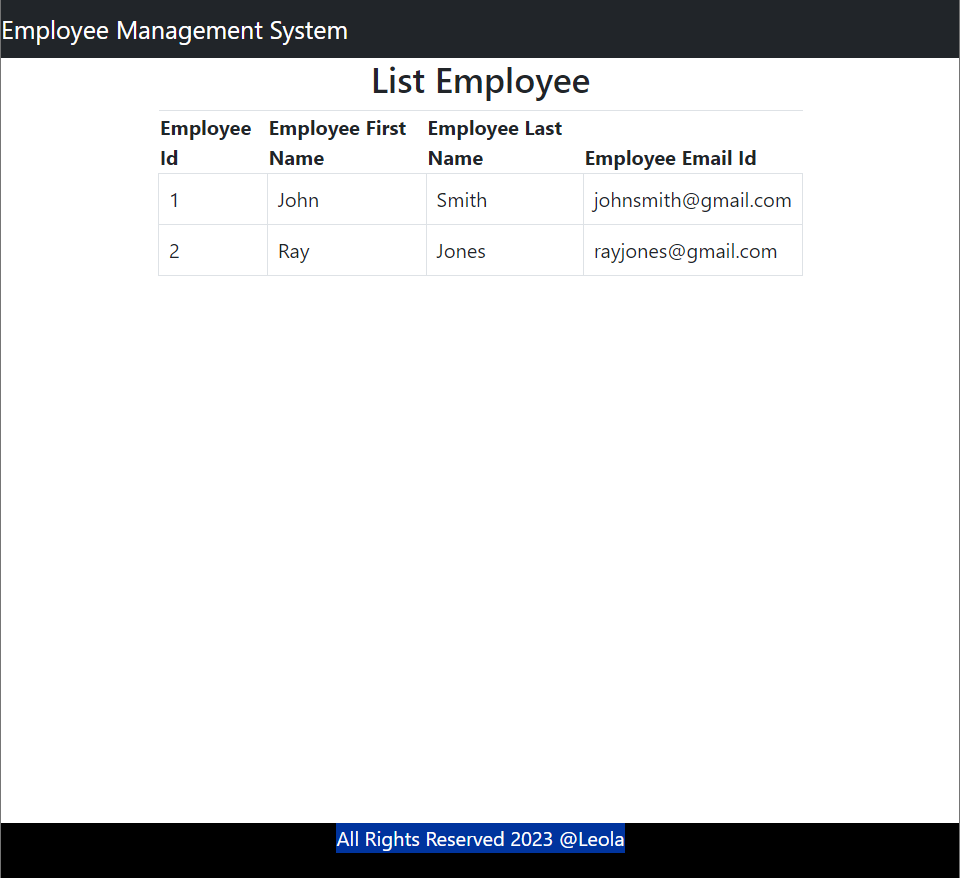 Employee Management System
List Employee
Employee Id Employee First Name Employee Last Name Employee Email Id
1 John Smith johnsmith@gmail.com
2 Ray Jones rayjones@gmail.com
All Rights Reserved 2023 @Leola